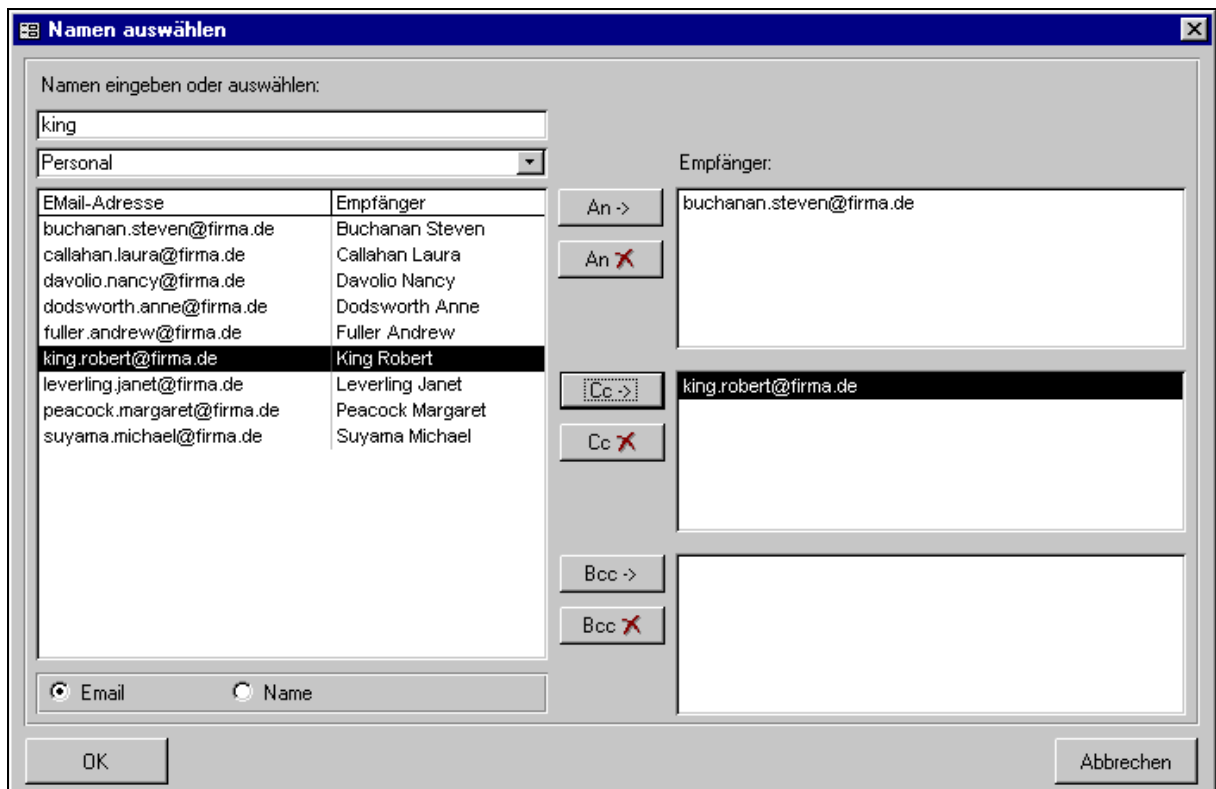 Namen auswählen
Namen eingeben oder auswählen:
king
Personal
EMail-Adresse Empfänger
buchanan.steven@firma.de Buchanan Steven
callahan.laura@firma.de Callahan Laura
davolio.nancy@firma.de Davolio Nancy
dodsworth.anne@firma.de Dodsworth Anne
fuller.andrew@firma.de Fuller Andrew
king.robert@firma.de King Robert
leverling.janet@firma.de Leverling Janet
peacock.margaret@firma.de Peacock Margaret
suyama.michael@firma.de Suyama Michael
Email Name
An ->
An
Cc ->
Cc
Bcc ->
Bcc
Empfänger:
buchanan.steven@firma.de
king.robert@firma.de
OK Abbrechen